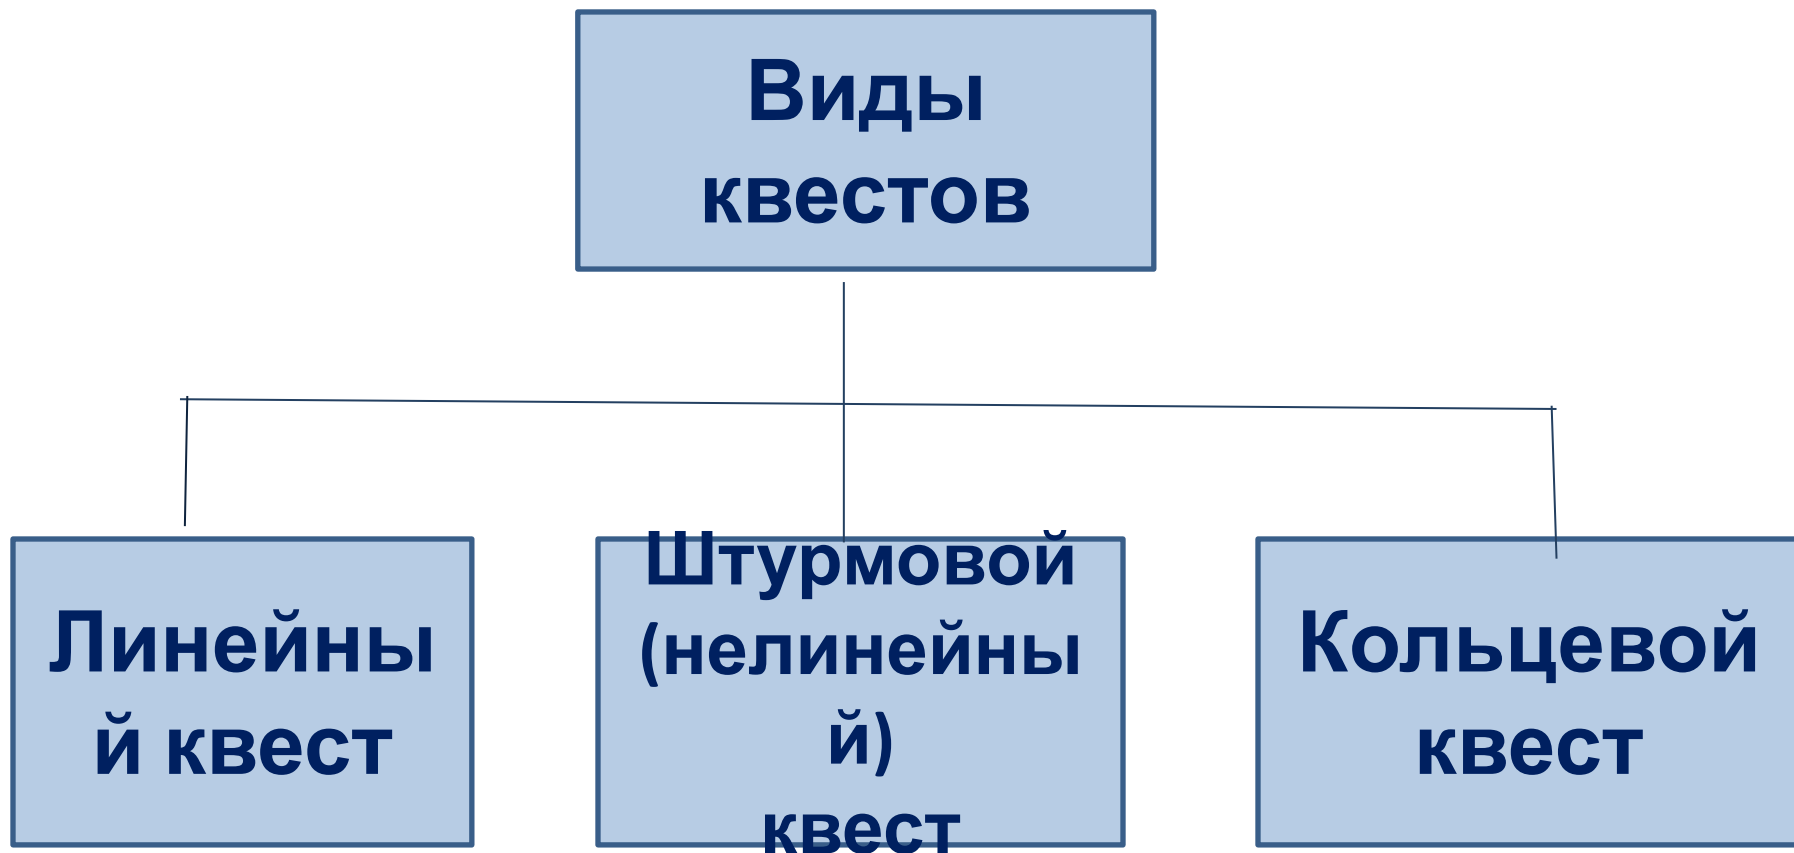 Виды
квестов
Линейны
й квест
Штурмовой
(нелинейны
й)
квест
Кольцевой
квест